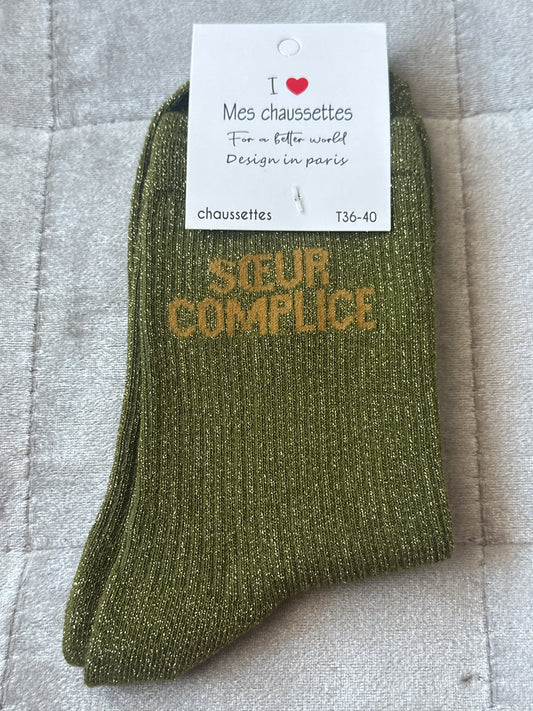 I ❤ 
Mes chaussettes
For a better world
Design in paris
chaussettes T36-40
SŒUR
COMPLICE